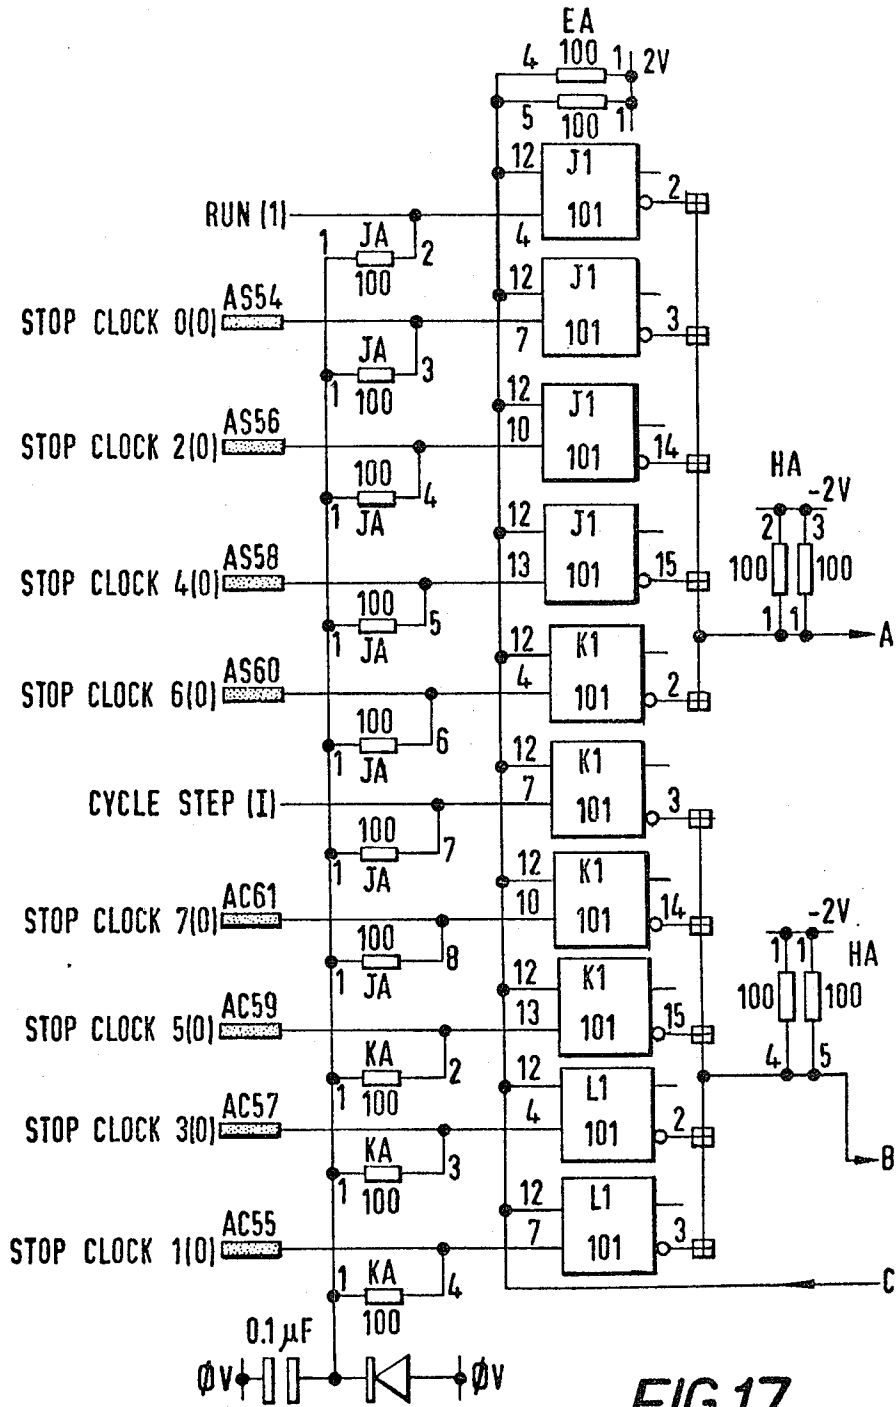 EA
4 100 1 2V
5 100 1
12 J1 2
RUN (1) 4 101
1 JA 2
100
12 J1
AS54
STOP CLOCK 0(0) 7 101 3
JA
1 100 3
12 J1
AS56
STOP CLOCK 2(0) 10 101 14
100
1 JA 4
HA
-2V
2 3
100 100
1 1
A
12 J1
AS58
STOP CLOCK 4(0) 13 101 15
100
1 JA 5
12 K1
AS60
STOP CLOCK 6(0) 4 101 2
100
1 JA 6
12 K1
CYCLE STEP (I) 7 101 3
100
1 JA 7
12 K1
AC61
STOP CLOCK 7(0) 10 101 14
100
1 JA 8
-2V
1 1 HA
100 100
4 5
B
12 K1
AC59
STOP CLOCK 5(0) 13 101 15
KA
1 100 2
12 L1
AC57
STOP CLOCK 3(0) 4 101 2
KA
1 100 3
12 L1
AC55
STOP CLOCK 1(0) 7 101 3
1 KA 4
100
C
0.1 µF
ØV ØV
FIG.17